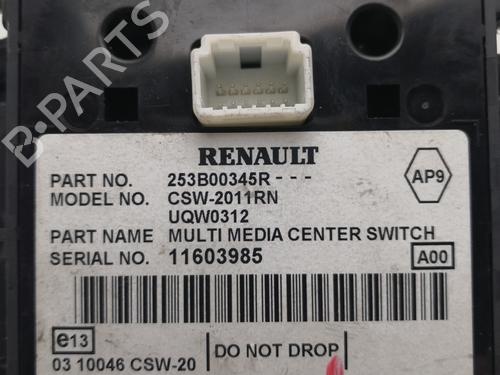 B-PARTS
RENAULT
PART NO. 253B00345R - - -
AP9
MODEL NO. CSW-2011RN
UQW0312
PART NAME MULTI MEDIA CENTER SWITCH
SERIAL NO. 11603985
A00
e13
DO NOT DROP
03 10046 CSW-20